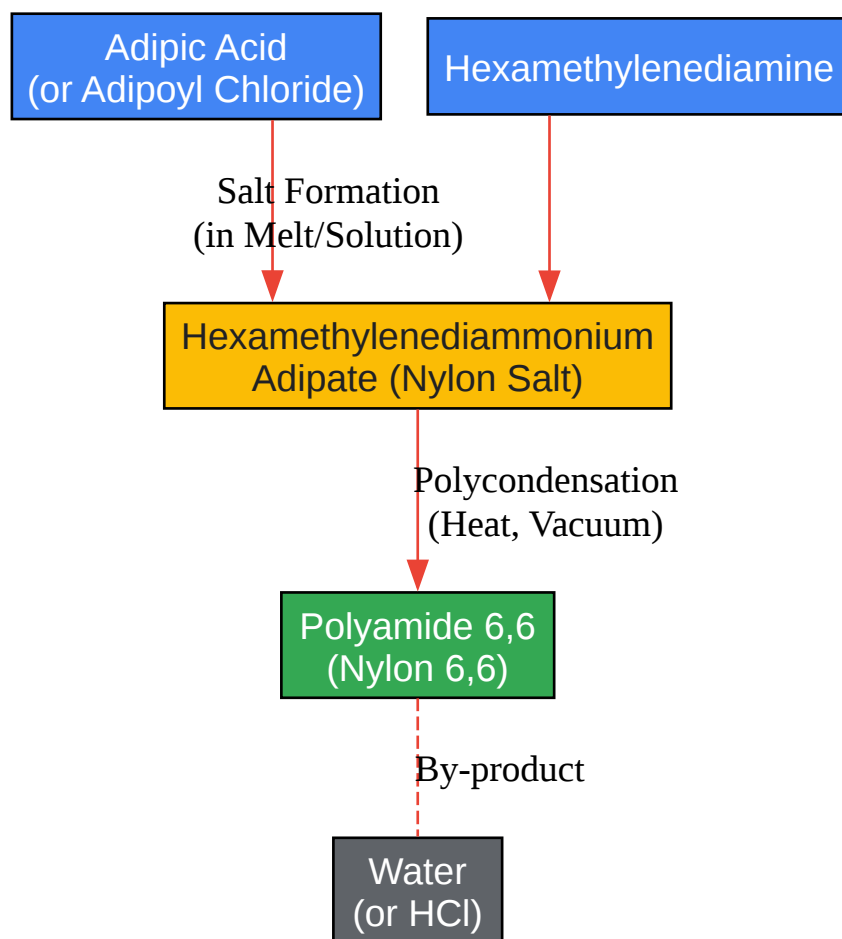 Adipic Acid
(or Adipoyl Chloride)
Hexamethylenediamine
Salt Formation
(in Melt/Solution)
Hexamethylenediammonium
Adipate (Nylon Salt)
Polycondensation
(Heat, Vacuum)
Polyamide 6,6
(Nylon 6,6)
By-product
Water
(or HCl)